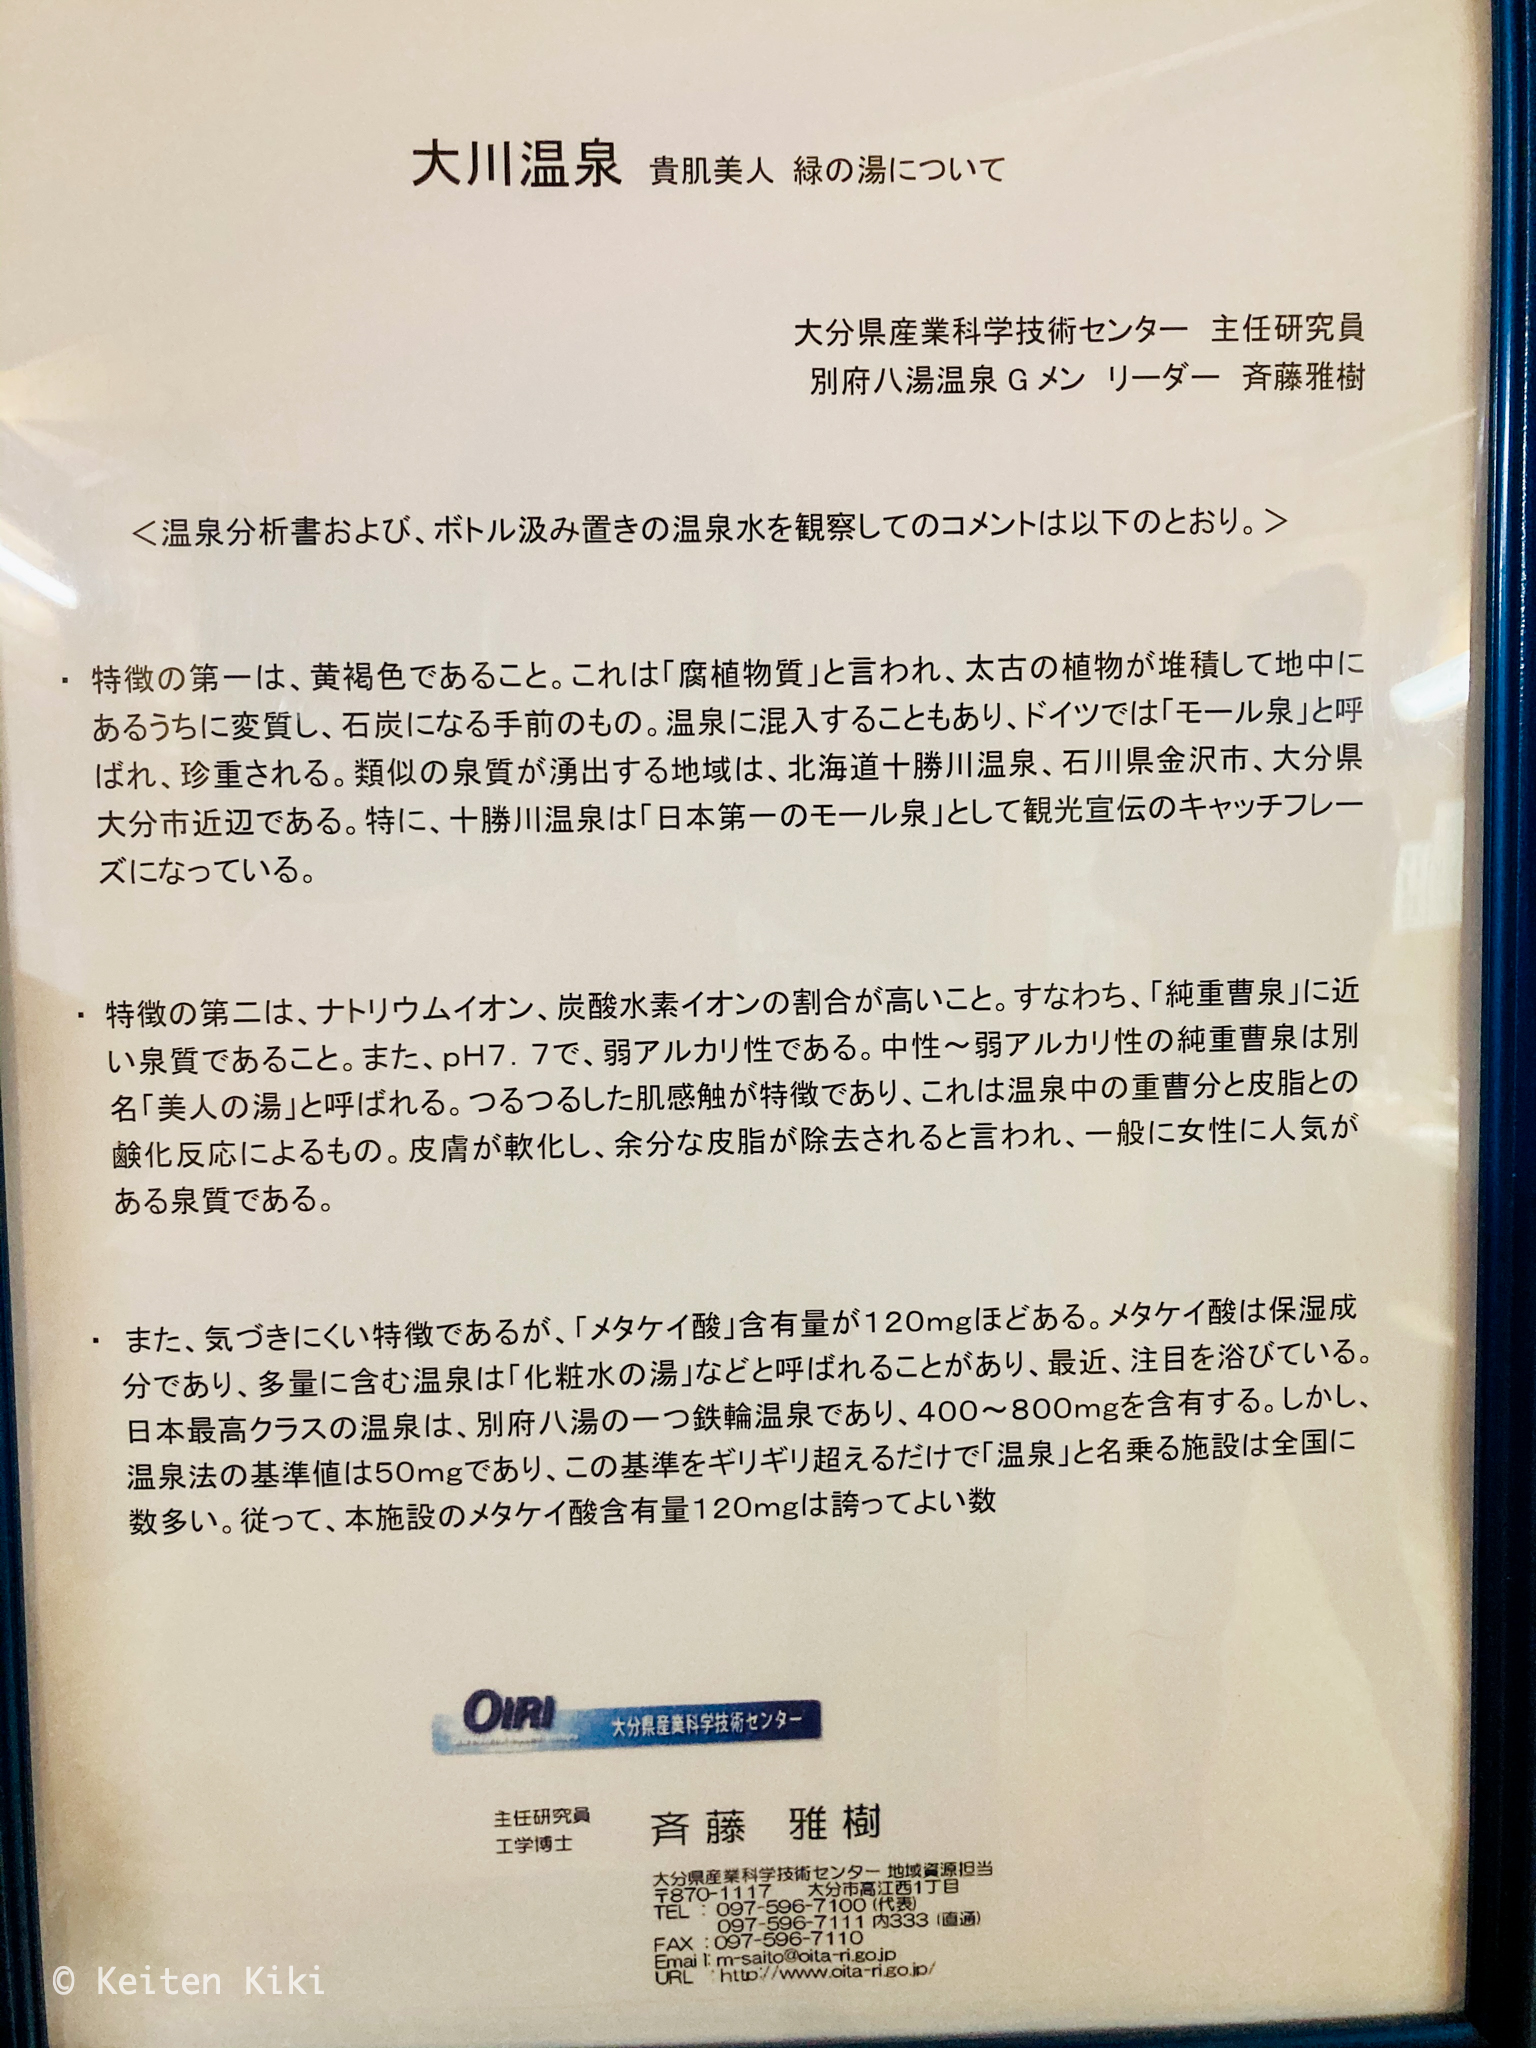 大川温泉 貴肌美人 緑の湯について
大分県産業科学技術センター 主任研究員
別府八湯温泉Gメン リーダー 斉藤雅樹
＜温泉分析書および、ボトル汲み置きの温泉水を観察してのコメントは以下のとおり。＞
・ 特徴の第一は、黄褐色であること。これは「腐植物質」と言われ、太古の植物が堆積して地中に
あるうちに変質し、石炭になる手前のもの。温泉に混入することもあり、ドイツでは「モール泉」と呼
ばれ、珍重される。類似の泉質が湧出する地域は、北海道十勝川温泉、石川県金沢市、大分県
大分市近辺である。特に、十勝川温泉は「日本第一のモール泉」として観光宣伝のキャッチフレー
ズになっている。
・ 特徴の第二は、ナトリウムイオン、炭酸水素イオンの割合が高いこと。すなわち、「純重曹泉」に近
い泉質であること。また、pH7．7で、弱アルカリ性である。中性～弱アルカリ性の純重曹泉は別
名「美人の湯」と呼ばれる。つるつるした肌感触が特徴であり、これは温泉中の重曹分と皮脂との
鹸化反応によるもの。皮膚が軟化し、余分な皮脂が除去されると言われ、一般に女性に人気が
ある泉質である。
・ また、気づきにくい特徴であるが、「メタケイ酸」含有量が120mgほどある。メタケイ酸は保湿成
分であり、多量に含む温泉は「化粧水の湯」などと呼ばれることがあり、最近、注目を浴びている。
日本最高クラスの温泉は、別府八湯の一つ鉄輪温泉であり、400～800mgを含有する。しかし、
温泉法の基準値は50mgであり、この基準をギリギリ超えるだけで「温泉」と名乗る施設は全国に
数多い。従って、本施設のメタケイ酸含有量120mgは誇ってよい数
OIRI 大分県産業科学技術センター
主任研究員
工学博士
斉藤 雅樹
大分県産業科学技術センター 地域資源担当
〒870-1117 大分市高江西1丁目
TEL : 097-596-7100 (代表)
097-596-7111 内333 (直通)
FAX : 097-596-7110
Email: m-saito@oita-ri.go.jp
URL : http://www.oita-ri.go.jp/
© Keiten Kiki